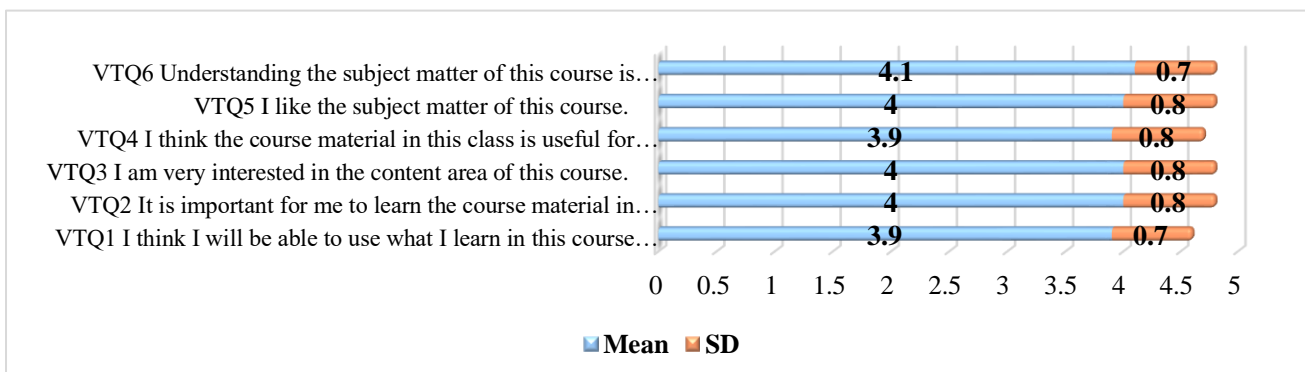 VTQ6 Understanding the subject matter of this course is… 4.1 0.7
VTQ5 I like the subject matter of this course. 4 0.8
VTQ4 I think the course material in this class is useful for… 3.9 0.8
VTQ3 I am very interested in the content area of this course. 4 0.8
VTQ2 It is important for me to learn the course material in… 4 0.8
VTQ1 I think I will be able to use what I learn in this course… 3.9 0.7
0 0.5 1 1.5 2 2.5 3 3.5 4 4.5 5
Mean SD